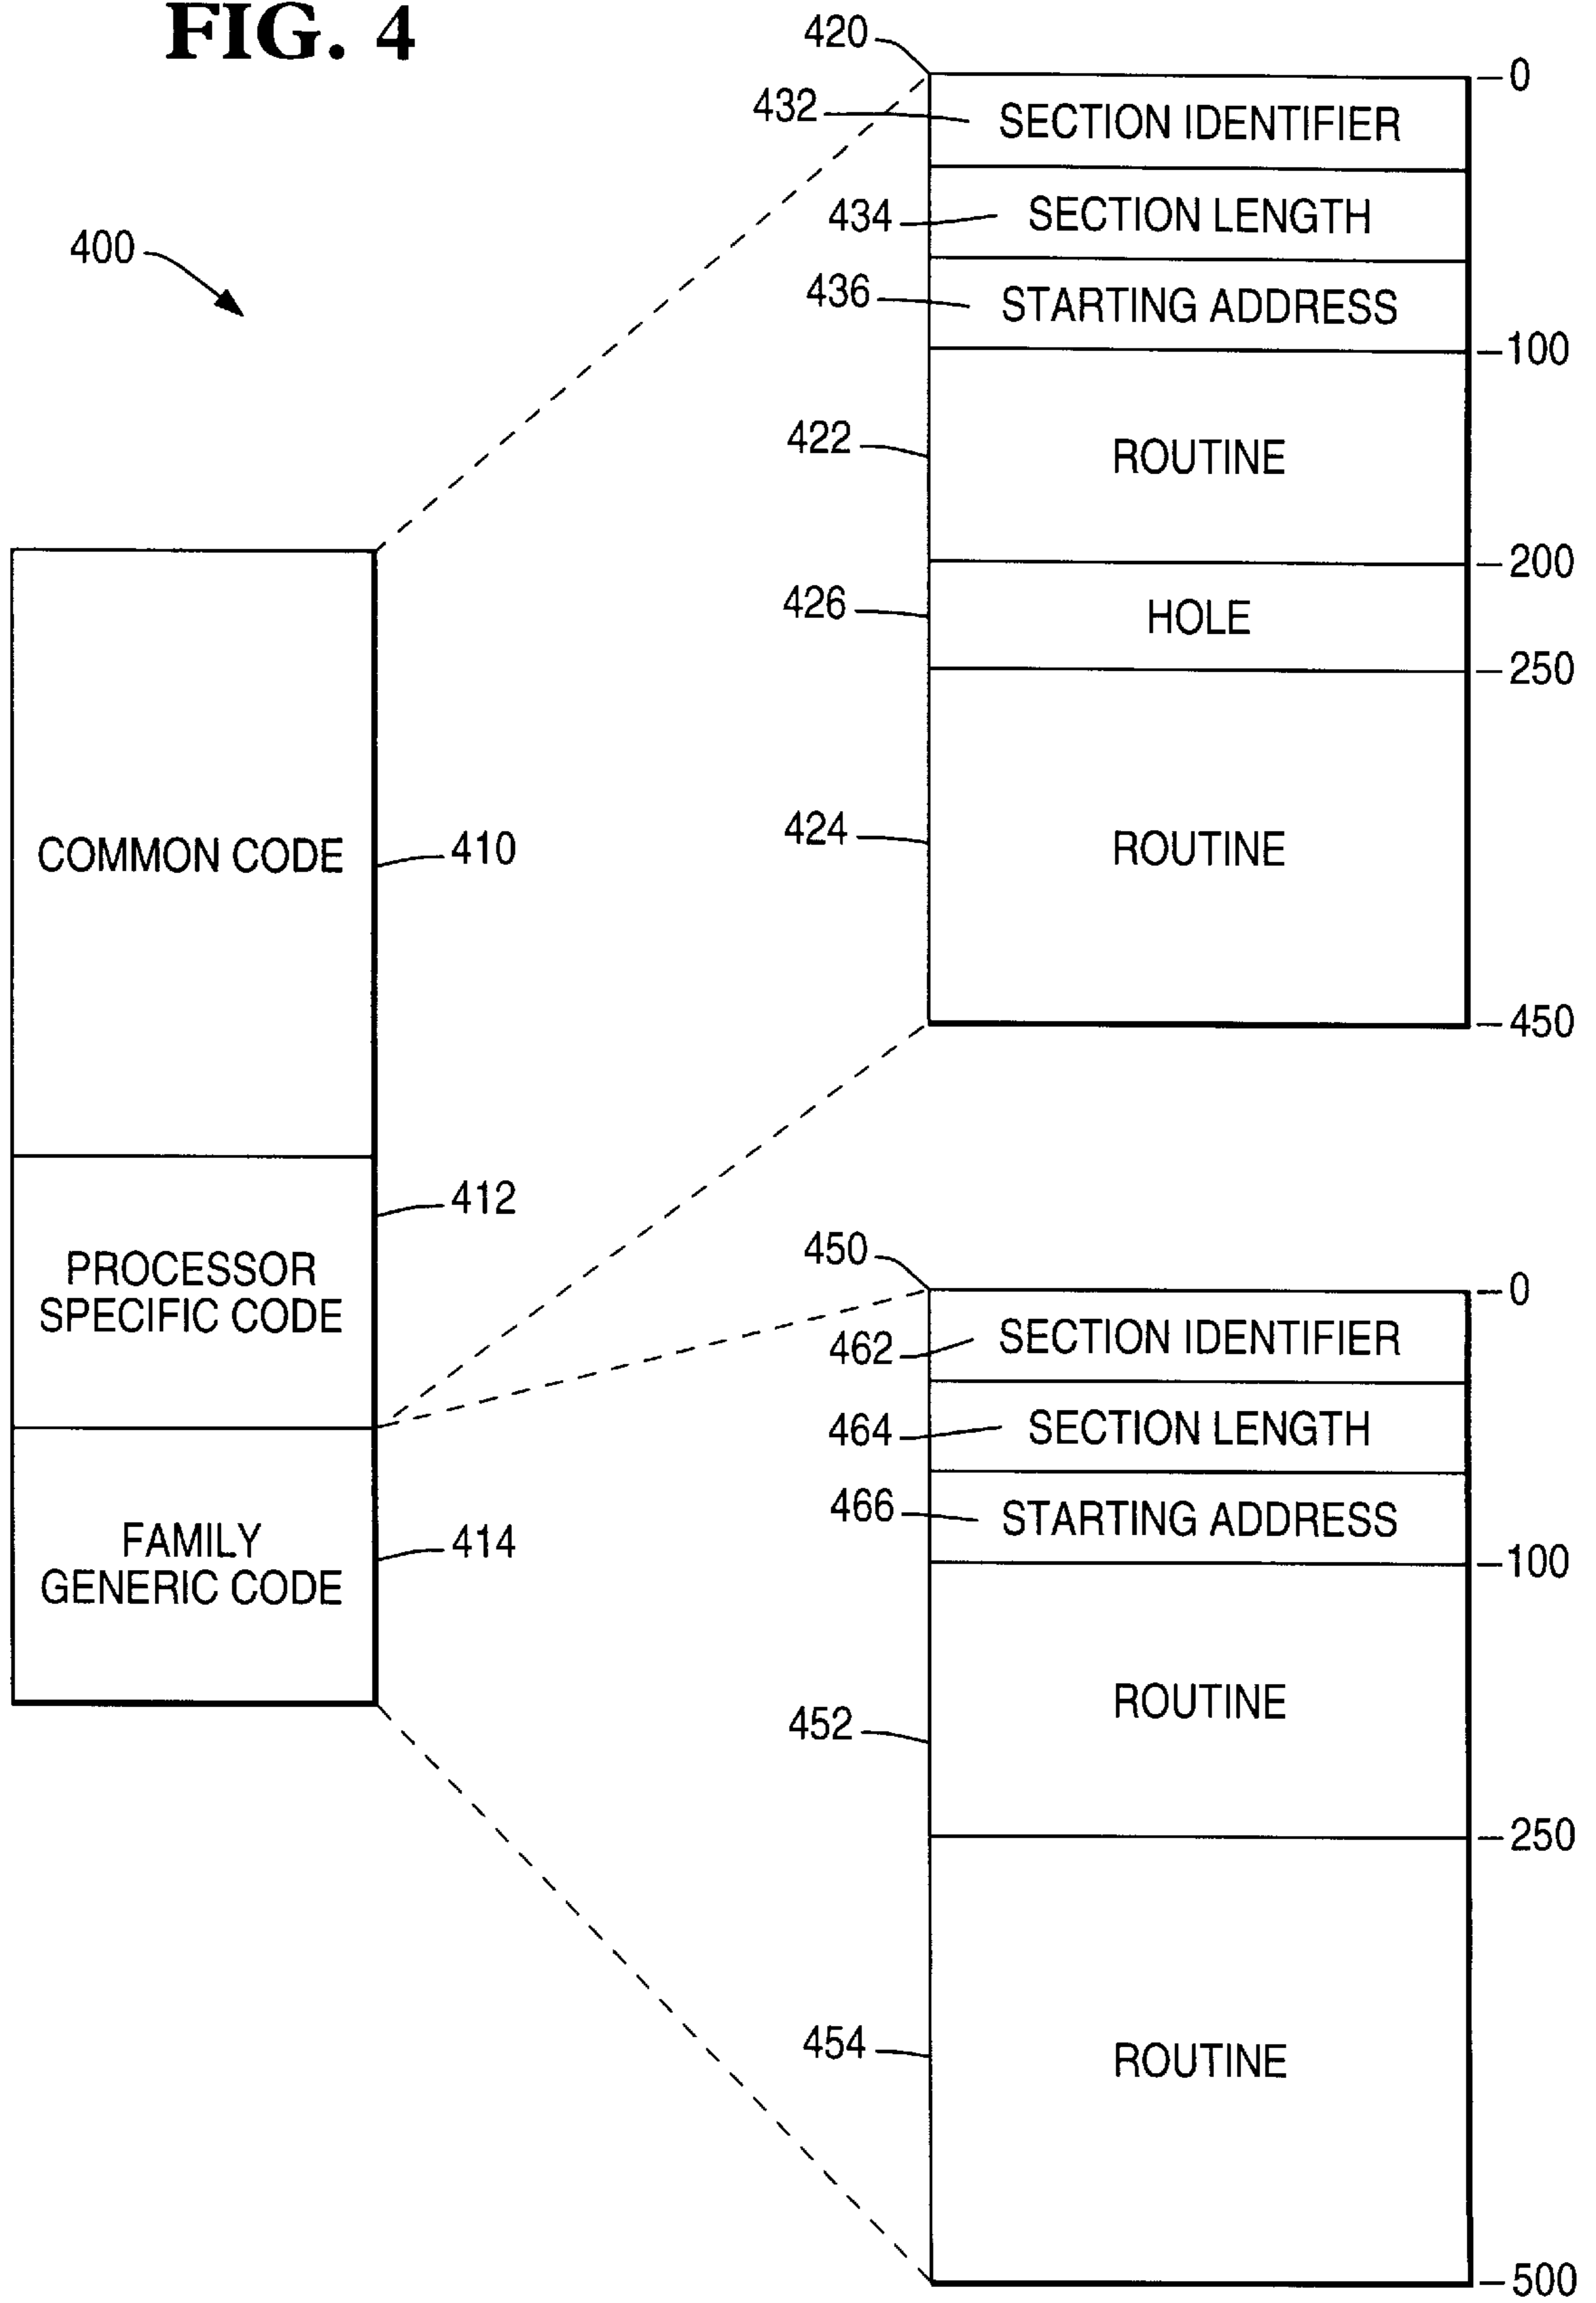 FIG. 4
400
COMMON CODE
410
PROCESSOR
SPECIFIC CODE
412
FAMILY
GENERIC CODE
414
420
0
432
SECTION IDENTIFIER
434
SECTION LENGTH
436
STARTING ADDRESS
100
422
ROUTINE
200
426
HOLE
250
424
ROUTINE
450
450
0
462
SECTION IDENTIFIER
464
SECTION LENGTH
466
STARTING ADDRESS
100
452
ROUTINE
250
454
ROUTINE
500